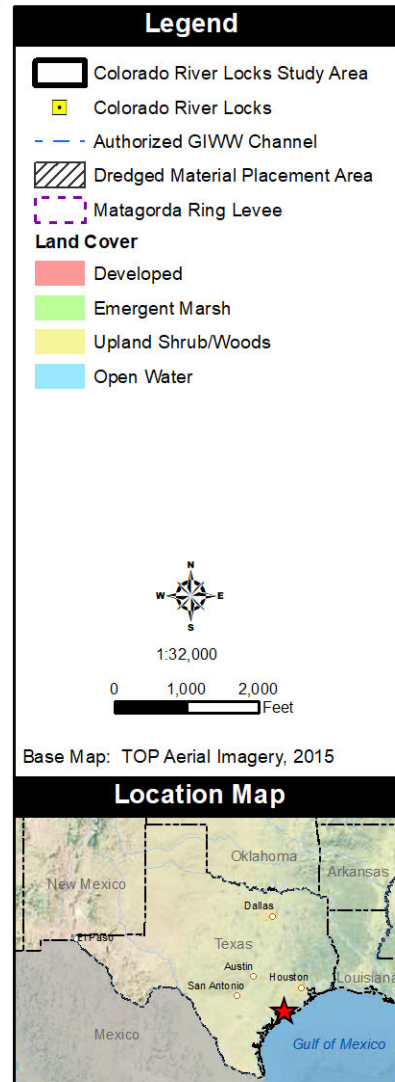 Legend
Colorado River Locks Study Area
Colorado River Locks
Authorized GIWW Channel
Dredged Material Placement Area
Matagorda Ring Levee
Land Cover
Developed
Emergent Marsh
Upland Shrub/Woods
Open Water
N
W E
S
1:32,000
0 1,000 2,000
Feet
Base Map: TOP Aerial Imagery, 2015
Location Map
Oklahoma
Arkansas
New Mexico
Dallas
El Paso
Texas
Austin
Houston
Louisiana
San Antonio
Mexico
Gulf of Mexico